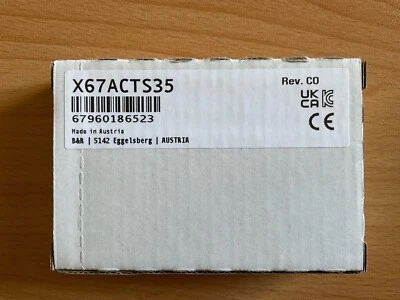 X67ACTS35
Rev. C0
UK
CA
67960186523
CE
Made in Austria
B&R | 5142 Eggelsberg | AUSTRIA